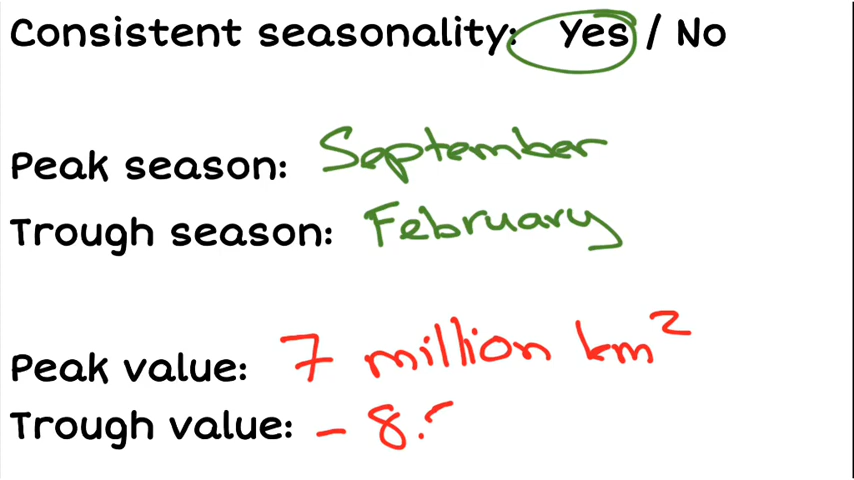 Consistent seasonality: Yes / No
Peak season: September
Trough season: February
Peak value: 7 million km²
Trough value: - 8.